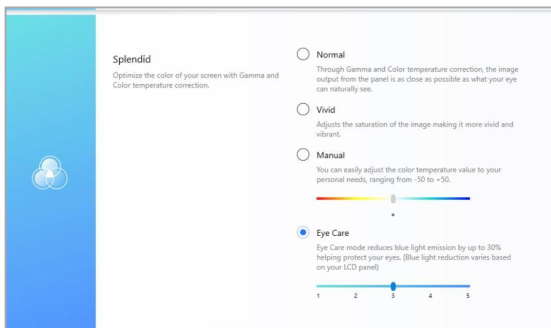 Splendid
Optimize the color of your screen with Gamma and
Color temperature correction.
Normal
Through Gamma and Color temperature correction, the image
output from the panel is as close as possible as what your eye
can naturally see.
Vivid
Adjusts the saturation of the image making it more vivid and
vibrant.
Manual
You can easily adjust the color temperature value to your
personal needs, ranging from -50 to +50.
Eye Care
Eye Care mode reduces blue light emission by up to 30%
helping protect your eyes. (Blue light reduction varies based
on your LCD panel)
1 2 3 4 5